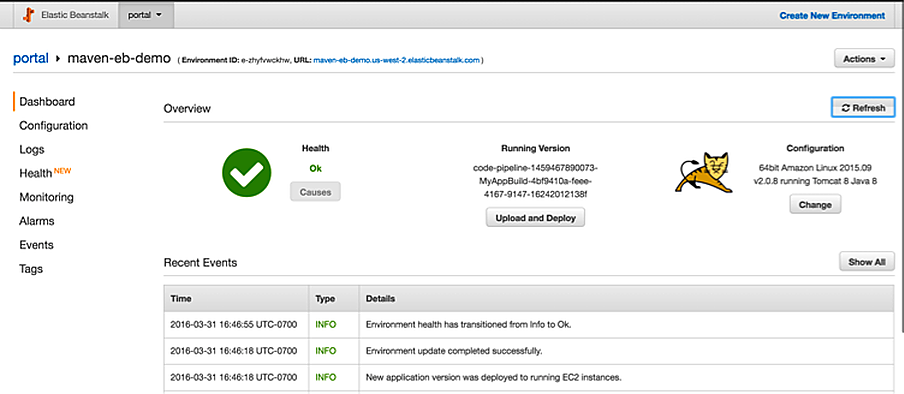 Elastic Beanstalk portal Create New Environment
portal maven-eb-demo ( Environment ID: e-zhyfvwckhw, URL: maven-eb-demo.us-west-2.elasticbeanstalk.com ) Actions
Dashboard
Configuration
Logs
Health NEW
Monitoring
Alarms
Events
Tags
Overview Refresh
Health
Ok
Causes
Running Version
code-pipeline-1459467890073-
MyAppBuild-4bf9410a-feee-
4167-9147-16242012138f
Upload and Deploy
Configuration
64bit Amazon Linux 2015.09
v2.0.8 running Tomcat 8 Java 8
Change
Recent Events Show All
Time Type Details
2016-03-31 16:46:55 UTC-0700 INFO Environment health has transitioned from Info to Ok.
2016-03-31 16:46:18 UTC-0700 INFO Environment update completed successfully.
2016-03-31 16:46:18 UTC-0700 INFO New application version was deployed to running EC2 instances.